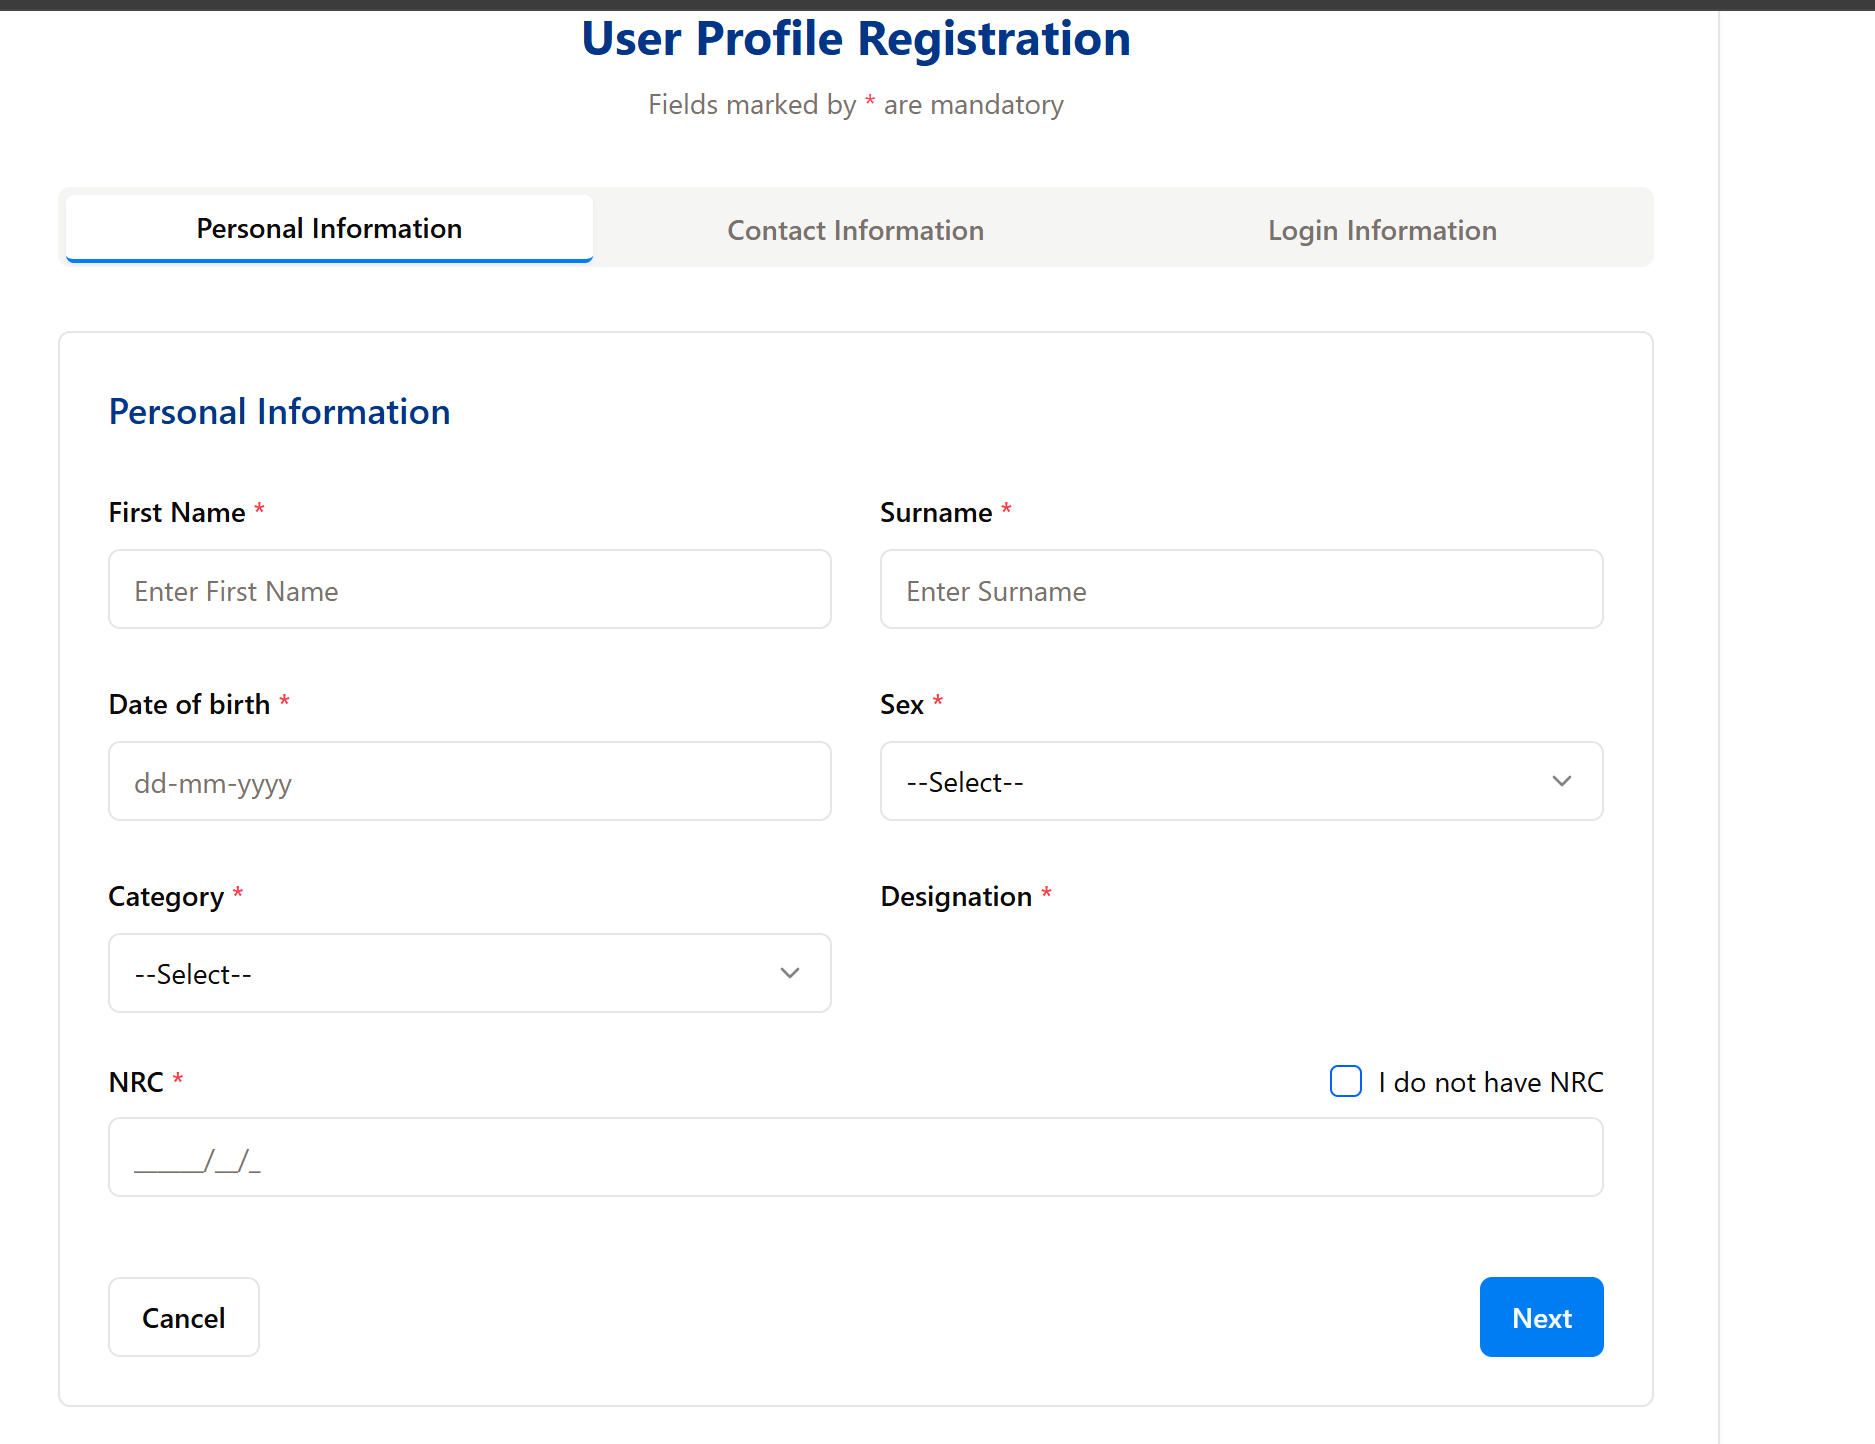 User Profile Registration
Fields marked by * are mandatory
Personal Information
Contact Information
Login Information
Personal Information
First Name *
Surname *
Enter First Name
Enter Surname
Date of birth *
Sex *
dd-mm-yyyy
--Select--
Category *
Designation *
--Select--
NRC *
I do not have NRC
______/__/_
Cancel
Next